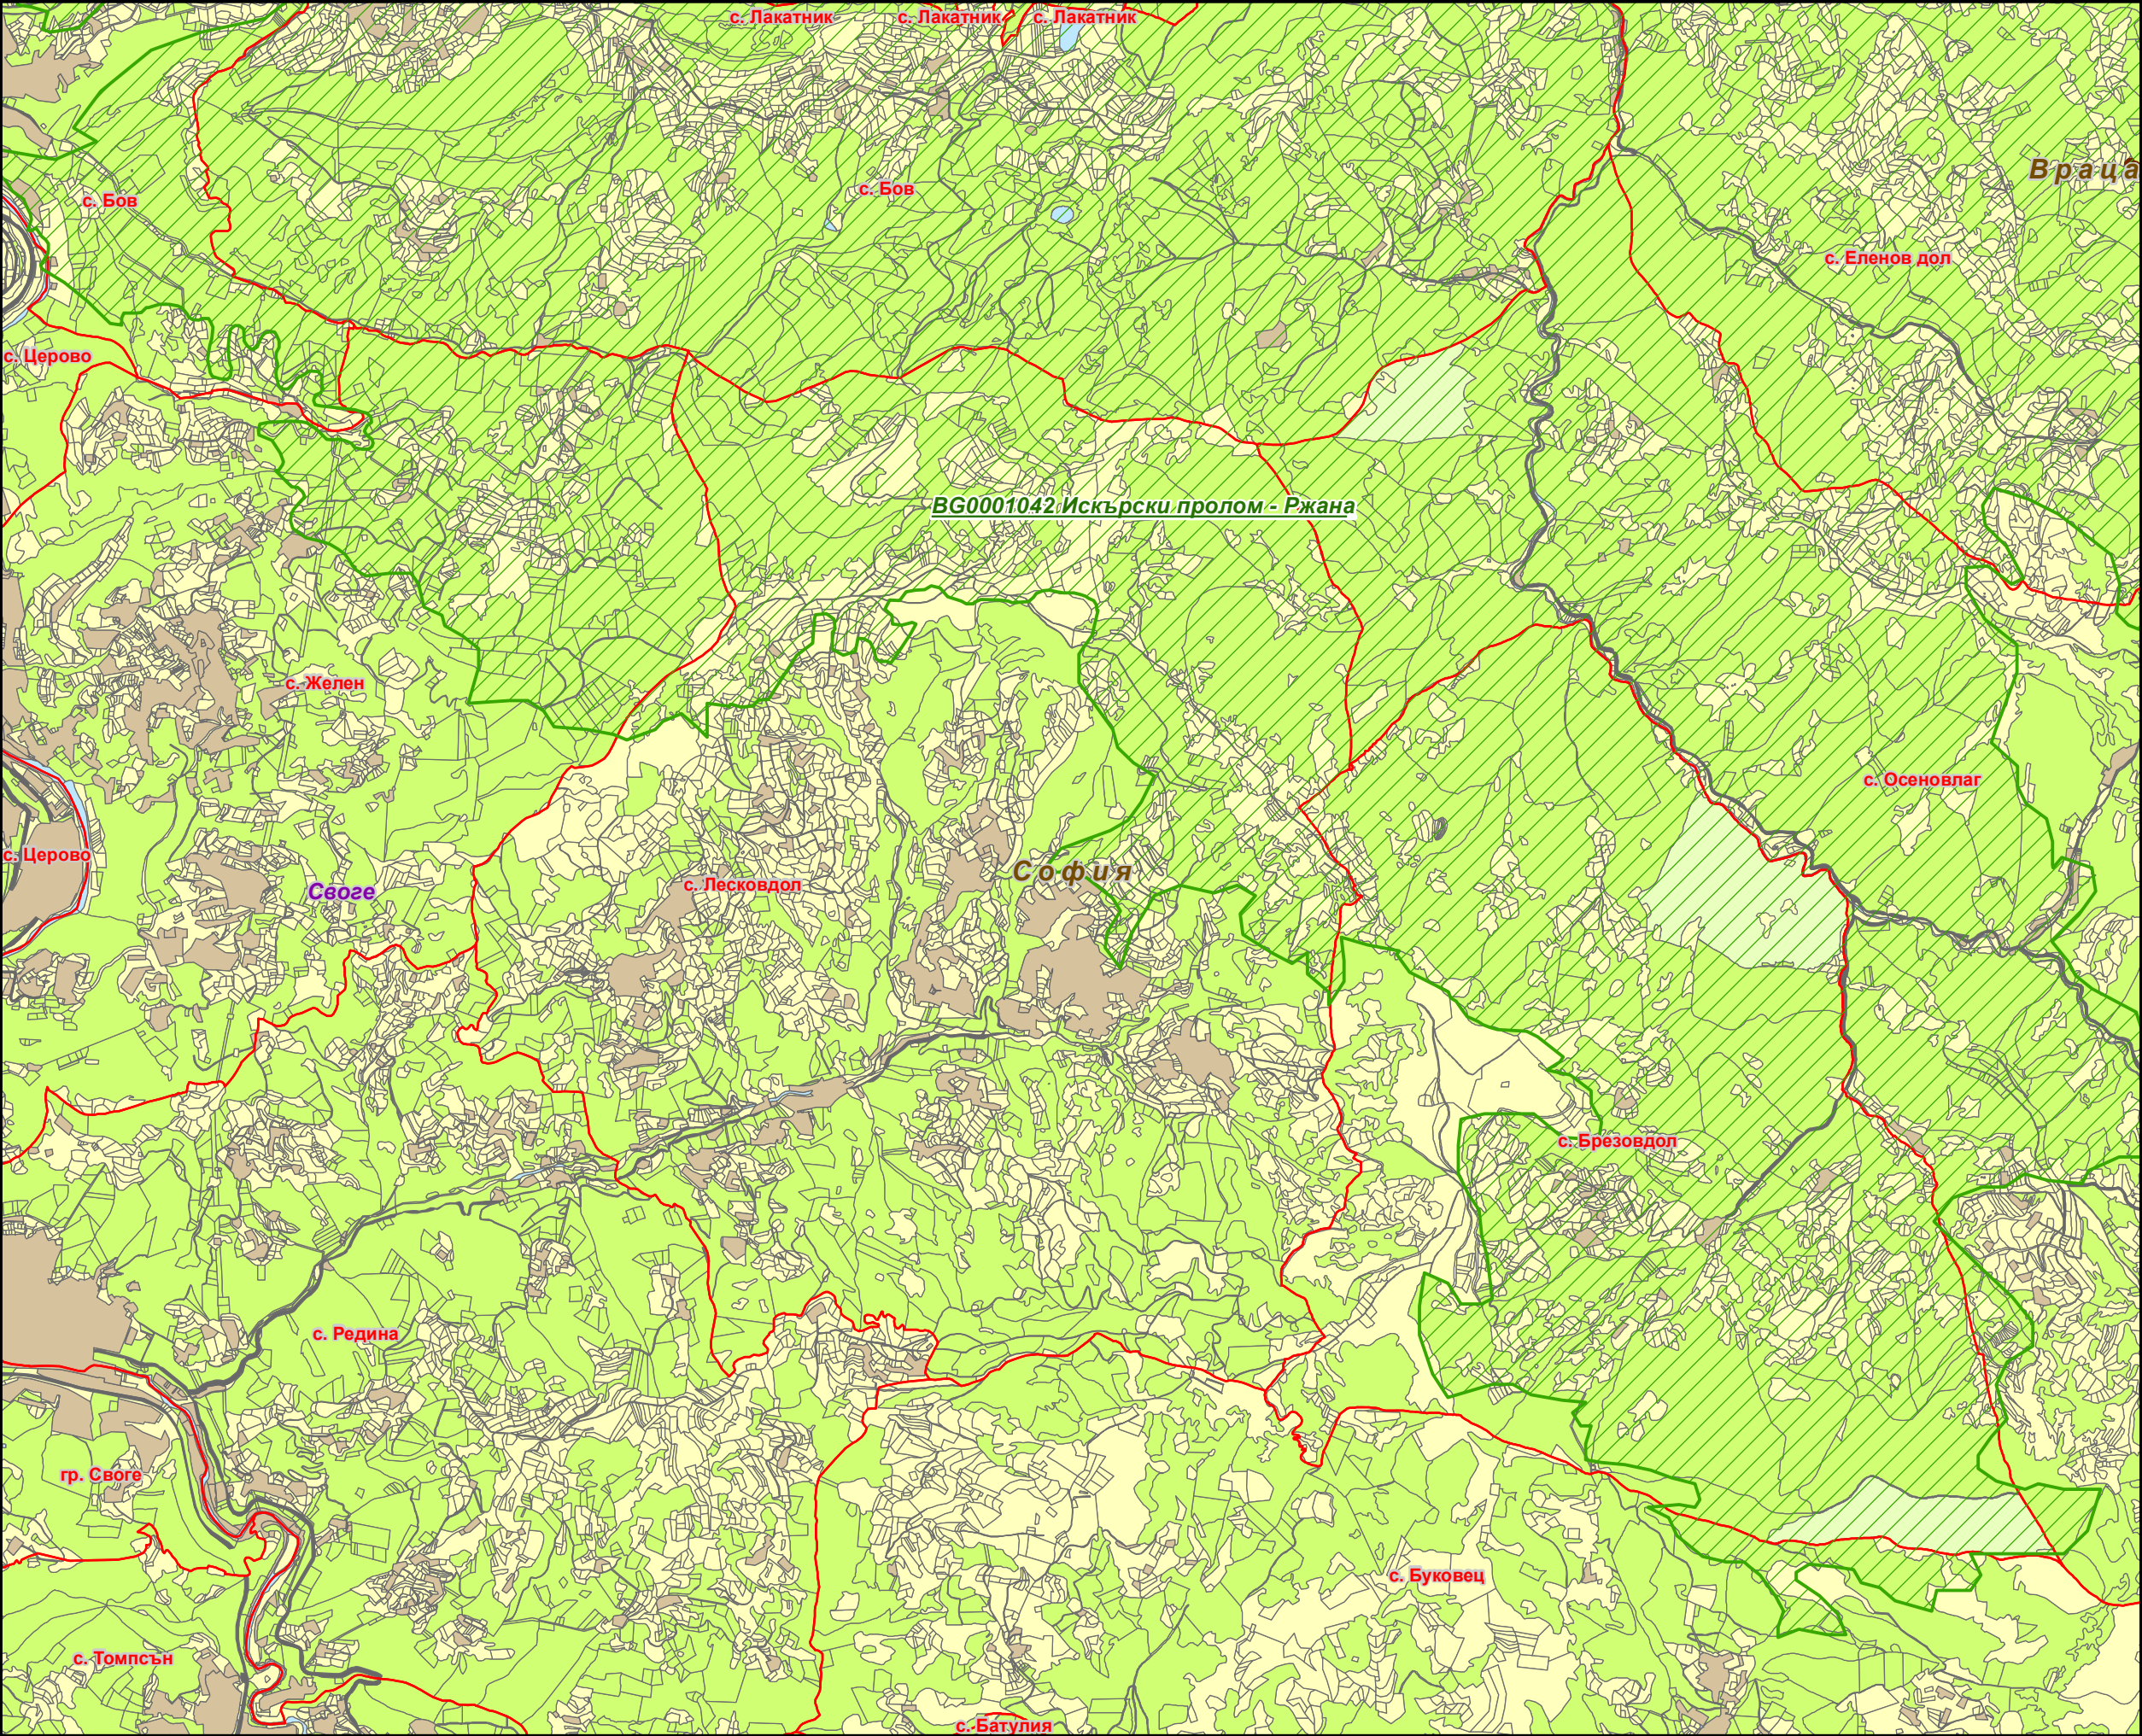 с. Лакатник
с. Лакатник
с. Лакатник
Враца
с. Бов
с. Бов
с. Еленов дол
с. Церово
BG0001042 Искърски пролом - Ржана
с. Желен
с. Осеновлаг
с. Церово
София
с. Лесковдол
Своге
с. Брезовдол
с. Редина
гр. Своге
с. Буковец
с. Томпсън
с. Батулия